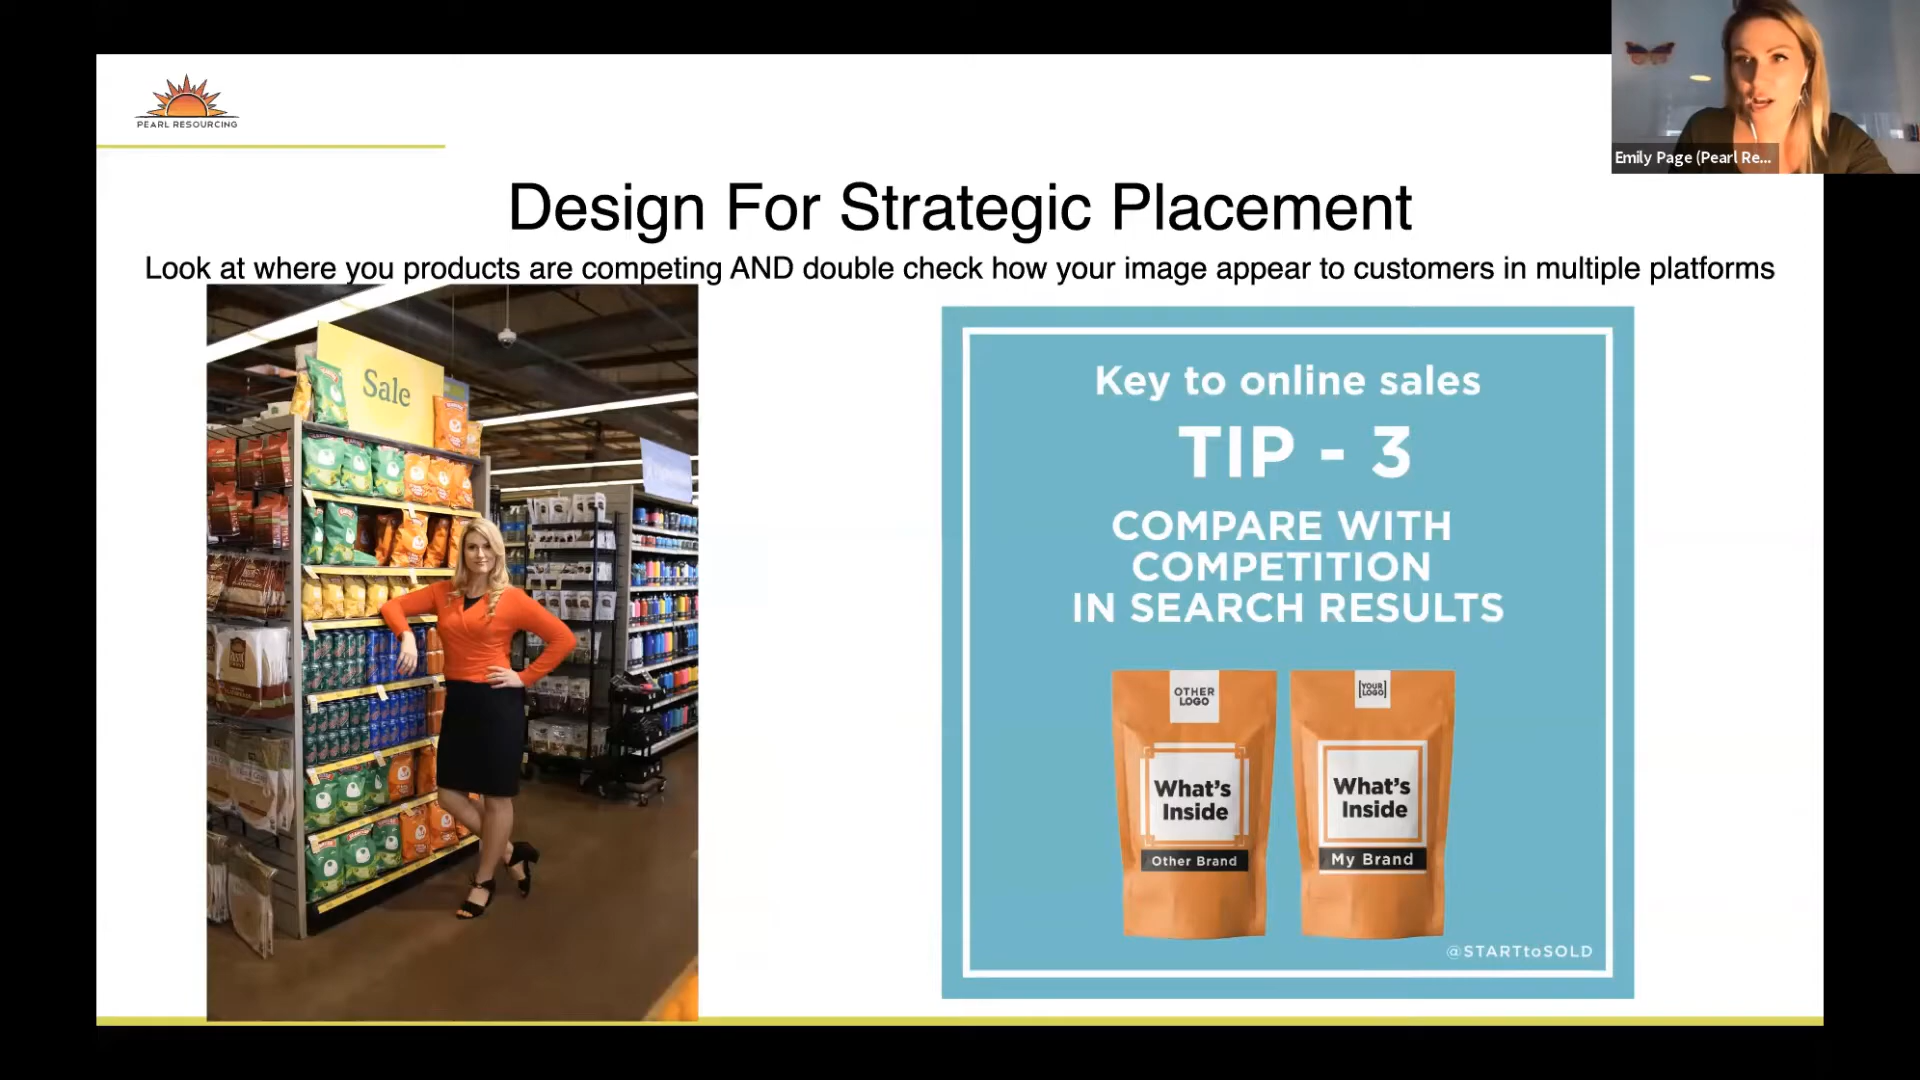 PEARL RESOURCING
Emily Page (Pearl Re...
Design For Strategic Placement
Look at where you products are competing AND double check how your image appear to customers in multiple platforms
Sale
Key to online sales
TIP - 3
COMPARE WITH
COMPETITION
IN SEARCH RESULTS
OTHER
LOGO
What's
Inside
Other Brand
[YOUR
LOGO]
What's
Inside
My Brand
@STARTtoSOLD